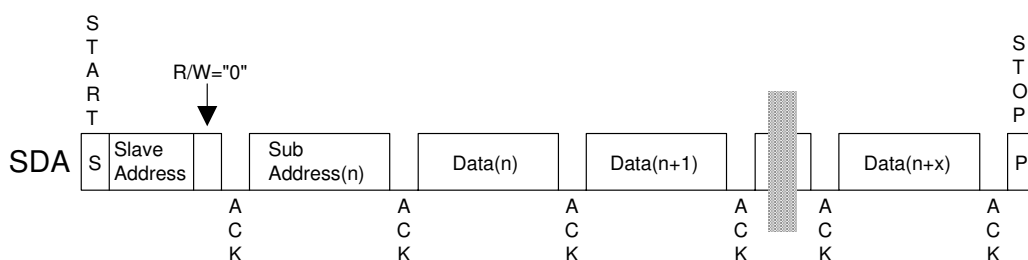 START
STOP
R/W="0"
SDA
S
Slave
Address
Sub
Address(n)
Data(n)
Data(n+1)
Data(n+x)
P
ACK
ACK
ACK
ACK
ACK
ACK